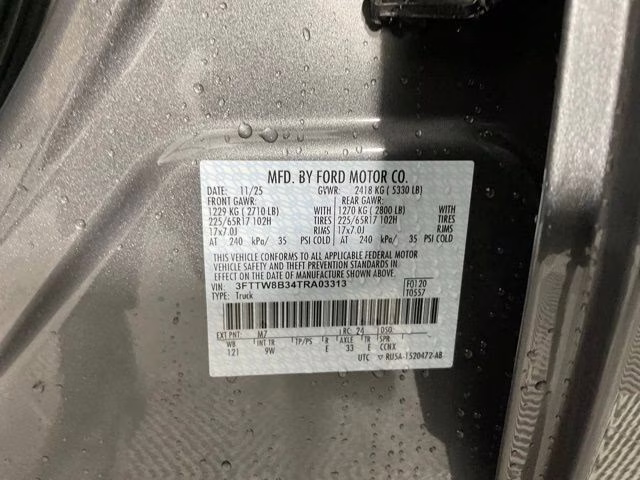 MFD. BY FORD MOTOR CO.
DATE: 11/25 GVWR: 2418 KG ( 5330 LB)
FRONT GAWR: REAR GAWR:
1229 KG ( 2710 LB) WITH 1270 KG ( 2800 LB) WITH
225/65R17 102H TIRES 225/65R17 102H TIRES
17x7.0J RIMS 17x7.0J RIMS
AT 240 kPa/ 35 PSI COLD AT 240 kPa/ 35 PSI COLD
THIS VEHICLE CONFORMS TO ALL APPLICABLE FEDERAL MOTOR
VEHICLE SAFETY AND THEFT PREVENTION STANDARDS IN
EFFECT ON THE DATE OF MANUFACTURE SHOWN ABOVE.
VIN: 3FTTW8B34TRA03313 F0120
TYPE: Truck T0557
EXT PNT: M7 RC: 24 DSO:
WB INT TR TP/PS R AXLE TR SPR
121 9W E 33 E CCNX
UTC ▽ RU5A-1520472-AB